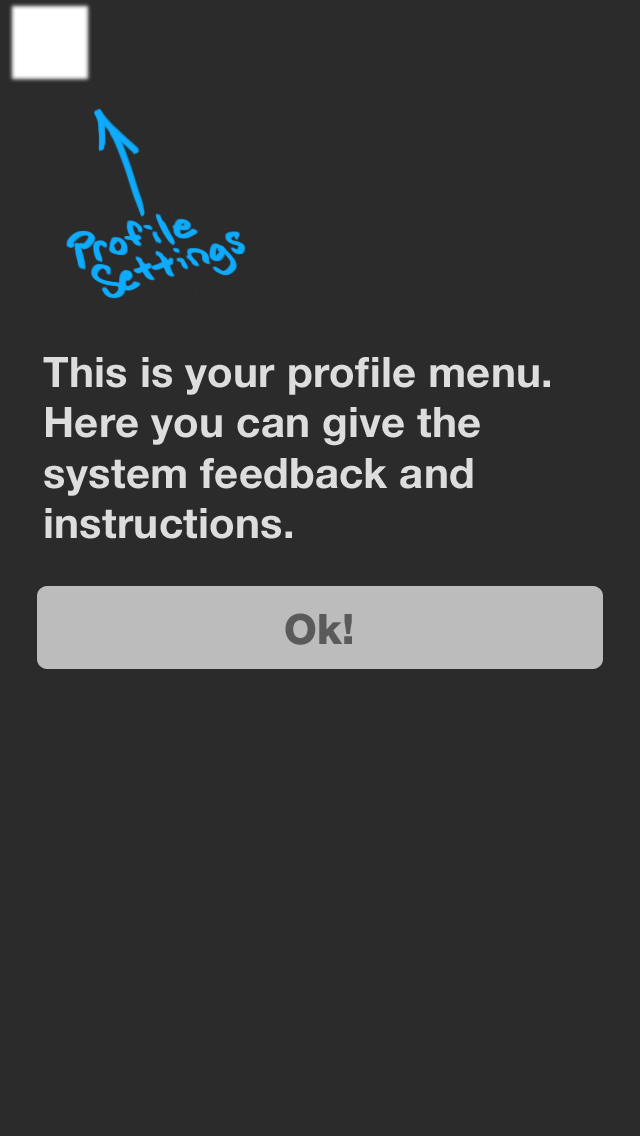 Profile
Settings
This is your profile menu.
Here you can give the
system feedback and
instructions.
Ok!